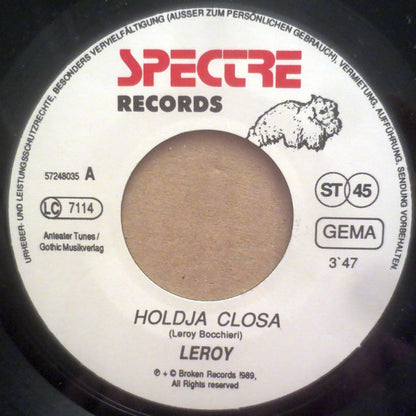 URHEBER- UND LEISTUNGSSCHUTZRECHTE, BESONDERS VERVIELFÄLTIGUNG (AUSSER ZUM PERSÖNLICHEN GEBRAUCH), VERMIETUNG, AUFFÜHRUNG, SENDUNG VORBEHALTEN.
SPECTRE
RECORDS
57248035 A
LC 7114
Anteater Tunes /
Gothic Musikverlag
ST 45
GEMA
3´47
HOLDJA CLOSA
(Leroy Bocchieri)
LEROY
℗ + © Broken Records 1989,
All Rights reserved